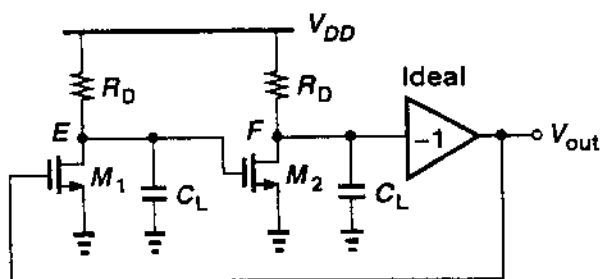 V_DD
Ideal
R_D
R_D
E
F
-1
V_out
M_1
C_L
M_2
C_L